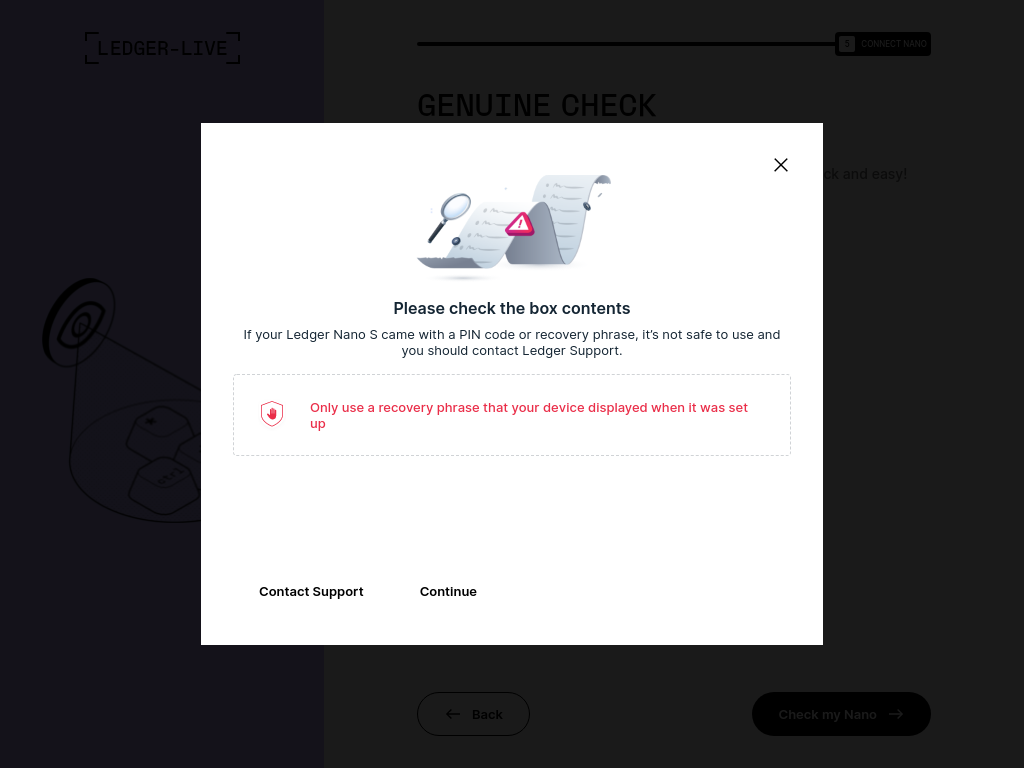 LEDGER-LIVE
5 CONNECT NANO
GENUINE CHECK
ck and easy!
Please check the box contents
If your Ledger Nano S came with a PIN code or recovery phrase, it’s not safe to use and
you should contact Ledger Support.
Only use a recovery phrase that your device displayed when it was set
up
Contact Support
Continue
Back
Check my Nano